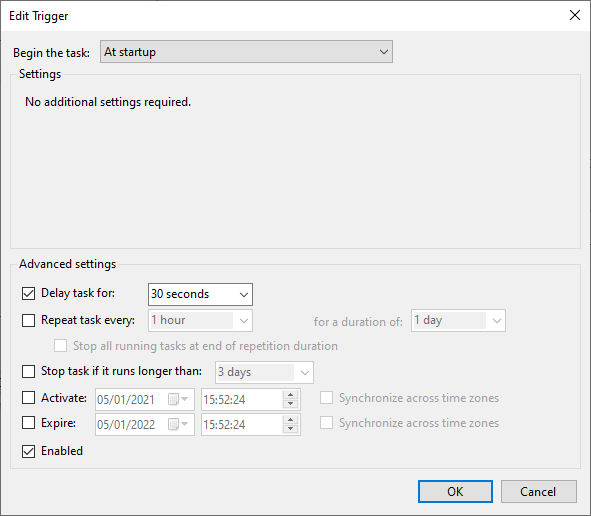 Edit Trigger
Begin the task: At startup
Settings
No additional settings required.
Advanced settings
Delay task for: 30 seconds
Repeat task every: 1 hour for a duration of: 1 day
Stop all running tasks at end of repetition duration
Stop task if it runs longer than: 3 days
Activate: 05/01/2021 15:52:24 Synchronize across time zones
Expire: 05/01/2022 15:52:24 Synchronize across time zones
Enabled
OK Cancel